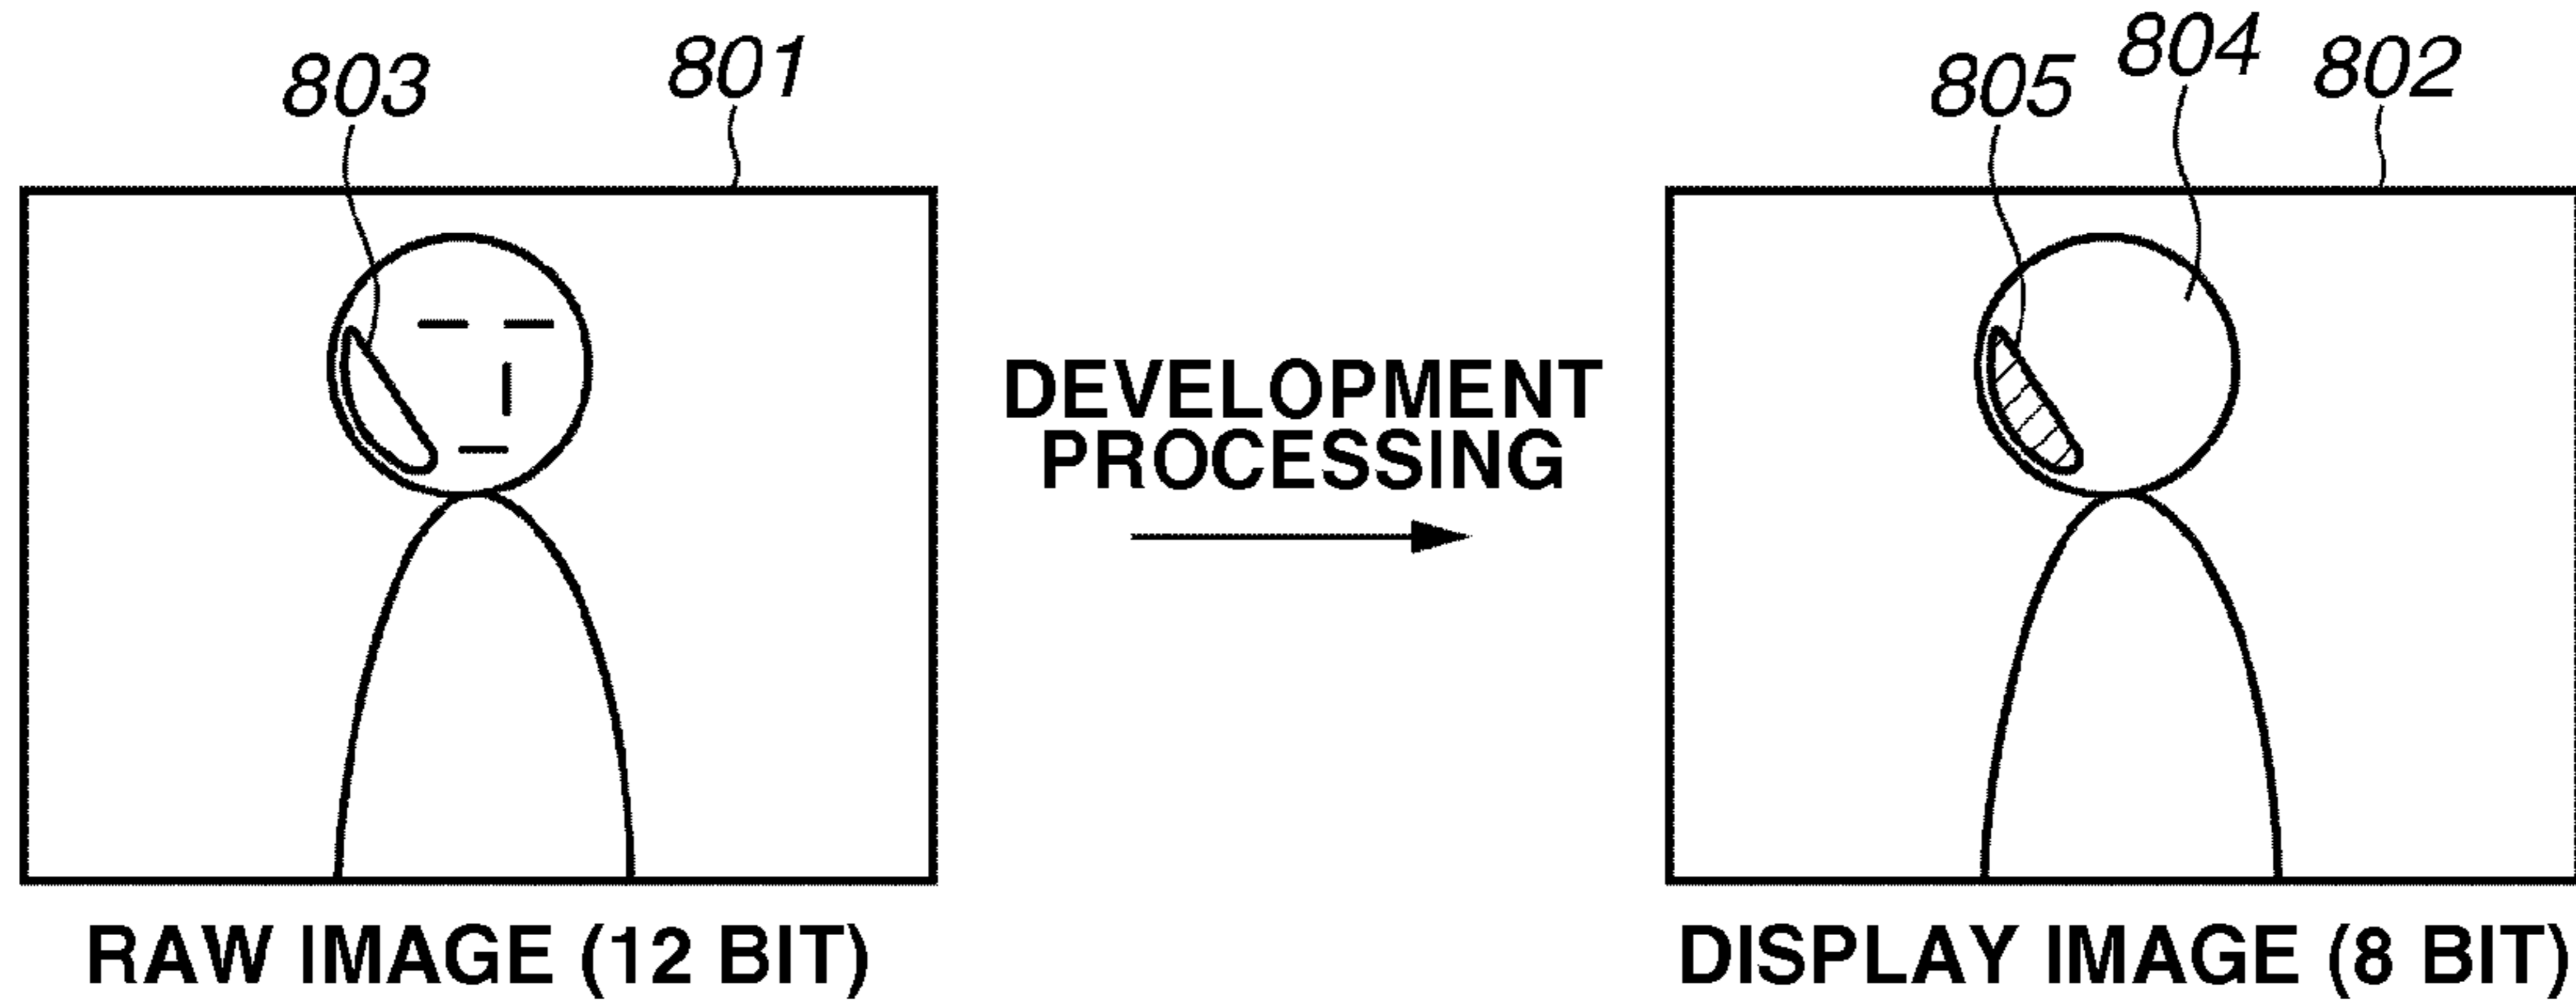 803
801
805
804
802
DEVELOPMENT
PROCESSING
RAW IMAGE (12 BIT)
DISPLAY IMAGE (8 BIT)